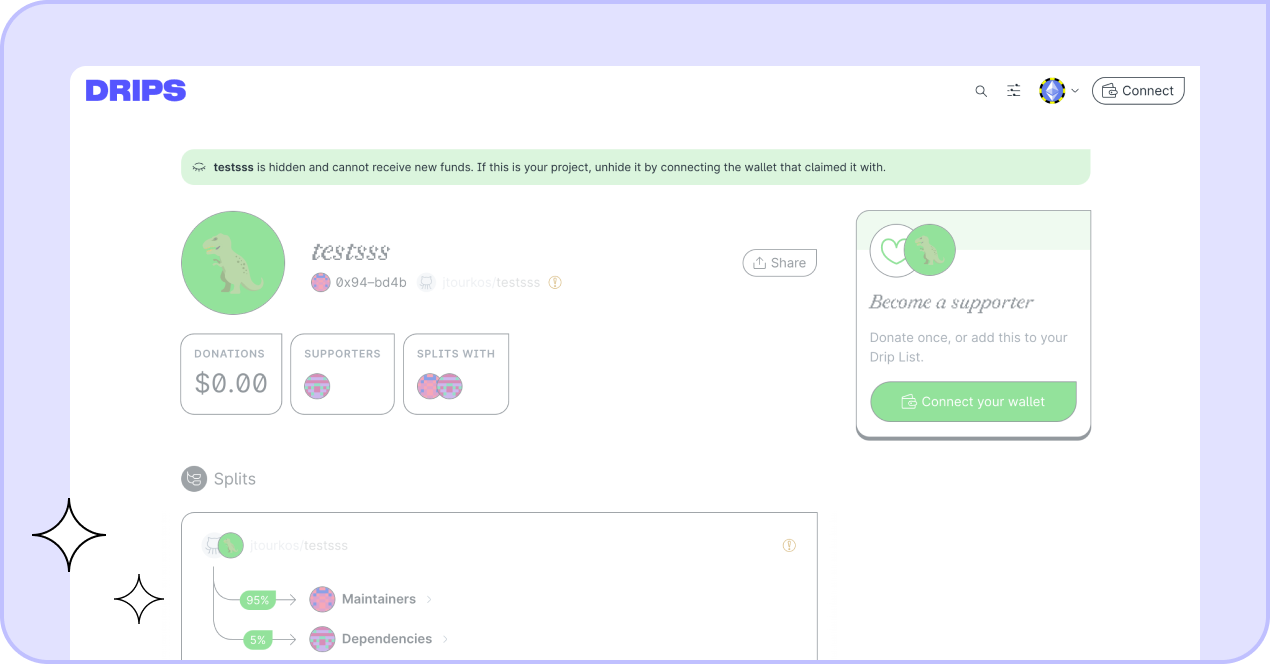 DRIPS
Connect
testsss is hidden and cannot receive new funds. If this is your project, unhide it by connecting the wallet that claimed it with.
testsss
0x94–bd4b jtourkos/testsss
Share
DONATIONS
$0.00
SUPPORTERS
SPLITS WITH
Become a supporter
Donate once, or add this to your
Drip List.
Connect your wallet
Splits
jtourkos/testsss
95% Maintainers
5% Dependencies